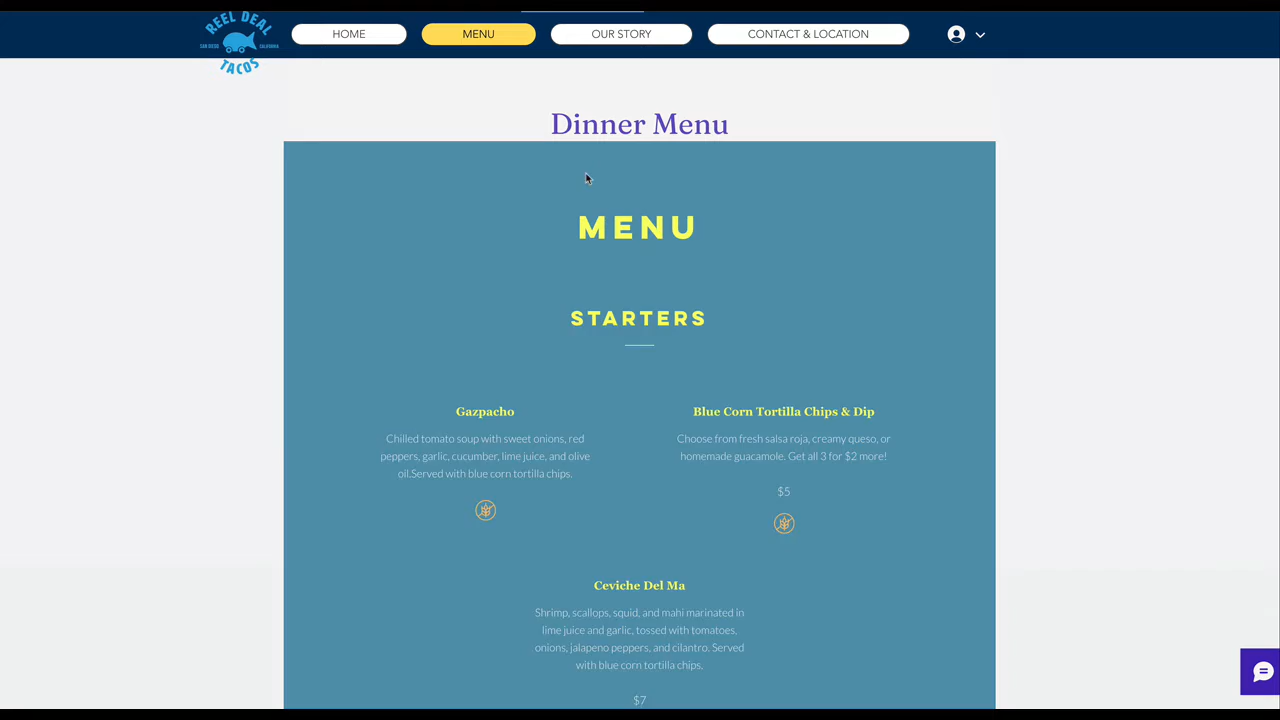 REEL DEAL
SAN DIEGO
CALIFORNIA
TACOS
HOME
MENU
OUR STORY
CONTACT & LOCATION
Dinner Menu
MENU
STARTERS
Gazpacho
Chilled tomato soup with sweet onions, red
peppers, garlic, cucumber, lime juice, and olive
oil.Served with blue corn tortilla chips.
Blue Corn Tortilla Chips & Dip
Choose from fresh salsa roja, creamy queso, or
homemade guacamole. Get all 3 for $2 more!
$5
Ceviche Del Ma
Shrimp, scallops, squid, and mahi marinated in
lime juice and garlic, tossed with tomatoes,
onions, jalapeno peppers, and cilantro. Served
with blue corn tortilla chips.
$7